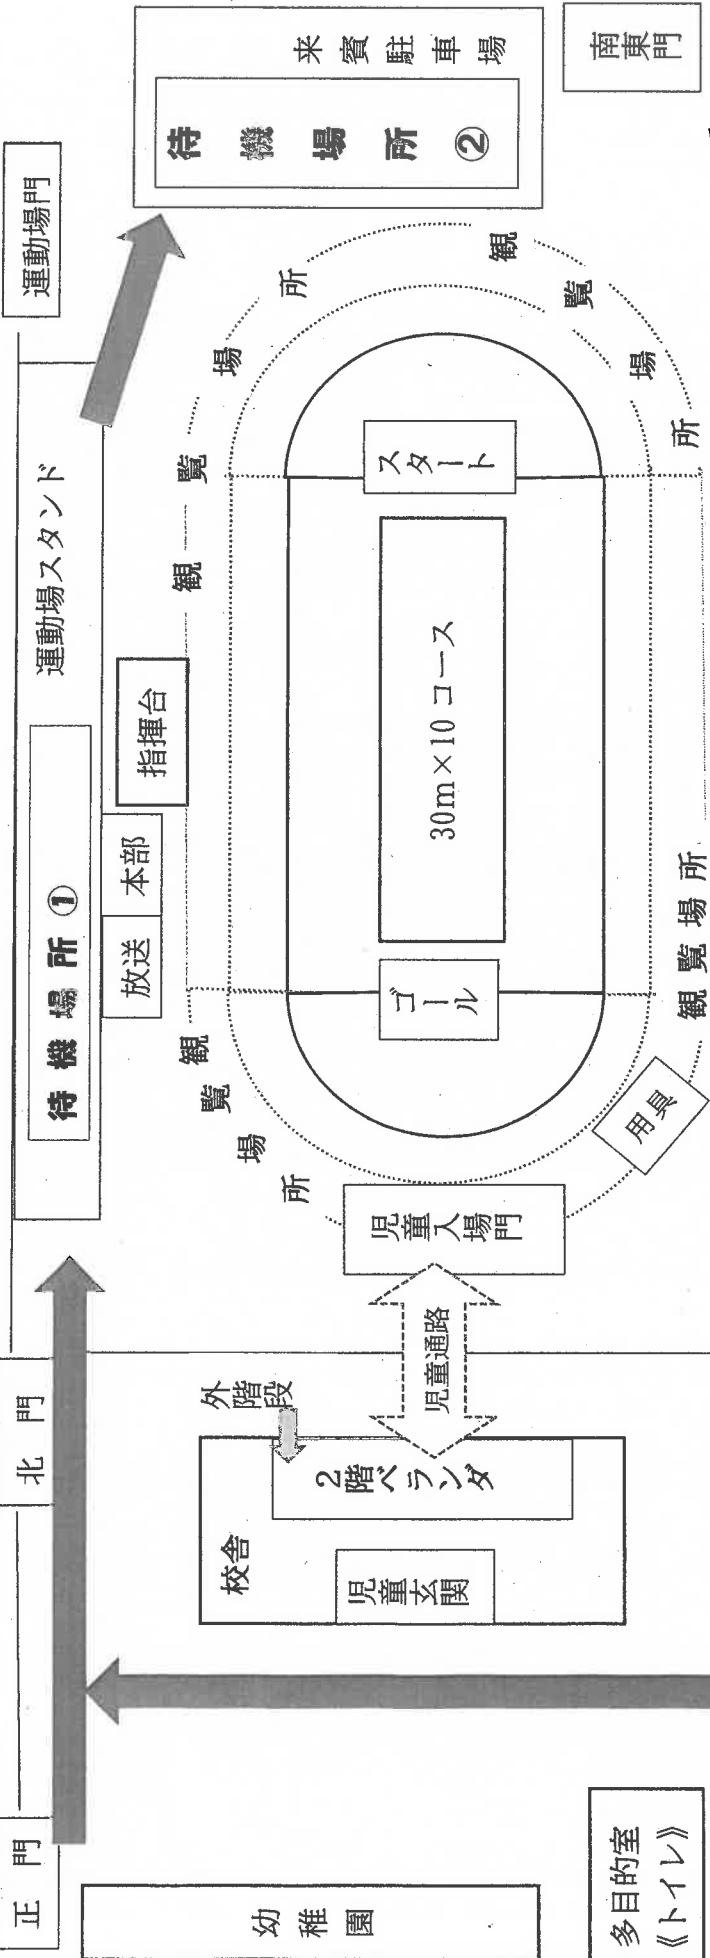 正門
北門
運動場門
待機場所①
運動場スタンド
来賓駐車場
待機場所②
南東門
放送
本部
指揮台
観覧場所
観覧場所
観覧場所
観覧場所
幼稚園
校舎
外階段
児童玄関
2階ベランダ
児童通路
児童入場門
ゴール
30m×10コース
スタート
用具
多目的室
《トイレ》